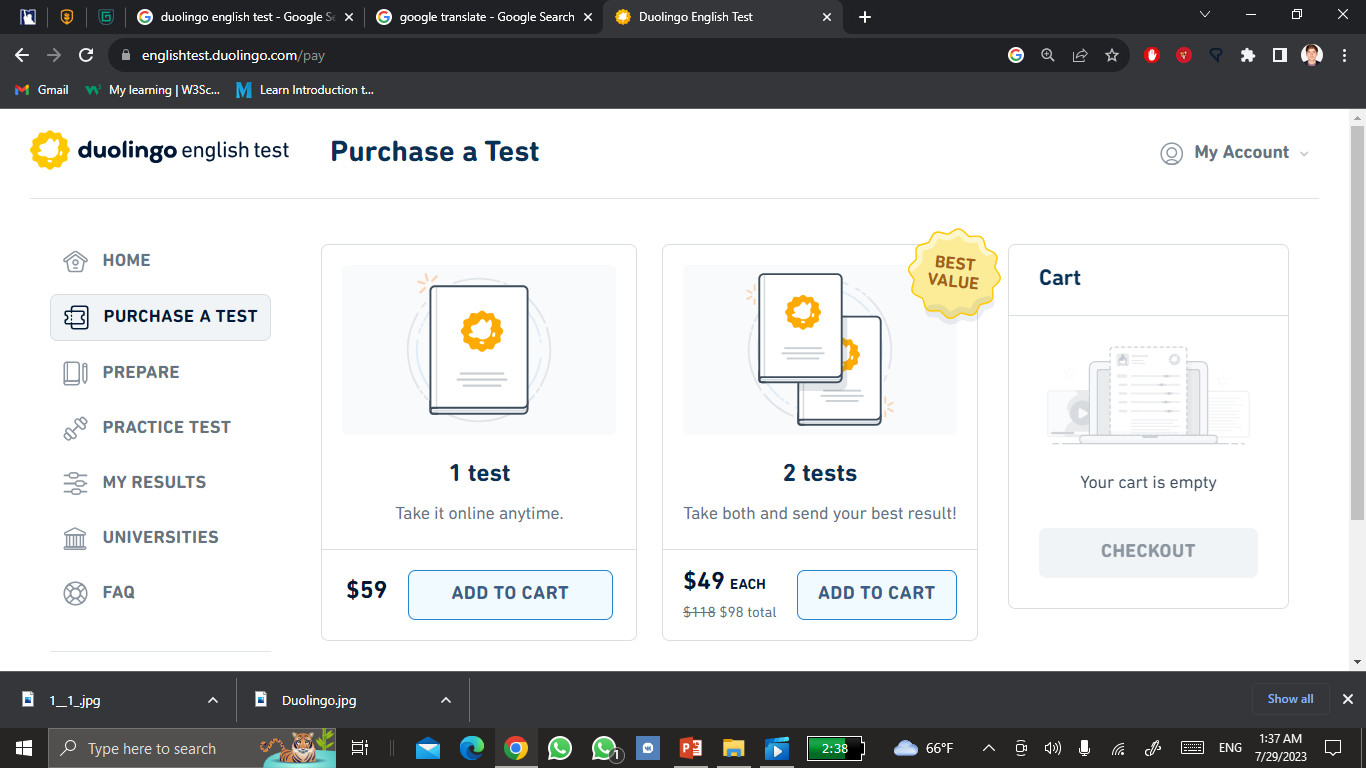 duolingo english test - Google Se
google translate - Google Search
Duolingo English Test
englishtest.duolingo.com/pay
Gmail
My learning | W3Sc...
Learn Introduction t...
duolingo english test
Purchase a Test
My Account
HOME
PURCHASE A TEST
PREPARE
PRACTICE TEST
MY RESULTS
UNIVERSITIES
FAQ
1 test
Take it online anytime.
$59
ADD TO CART
BEST
VALUE
2 tests
Take both and send your best result!
$49 EACH
$118 $98 total
ADD TO CART
Cart
Your cart is empty
CHECKOUT
1__1_.jpg
Duolingo.jpg
Show all
Type here to search
1
2:38
66°F
ENG
1:37 AM
7/29/2023